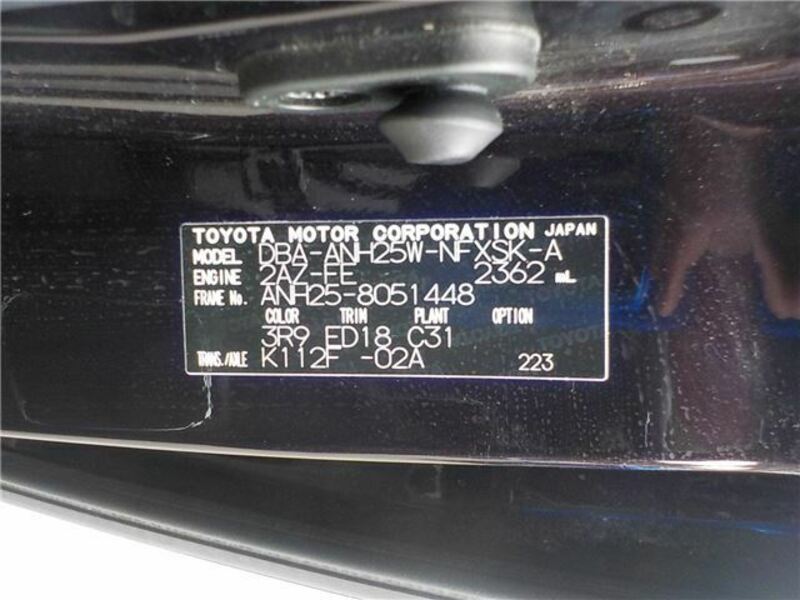 TOYOTA MOTOR CORPORATION JAPAN
MODEL DBA-ANH25W-NFXSK-A
ENGINE 2AZ-FE 2362 mL
FRAME No. ANH25-8051448
COLOR TRIM PLANT OPTION
3R9 ED18 C31
TRANS./AXLE K112F -02A 223